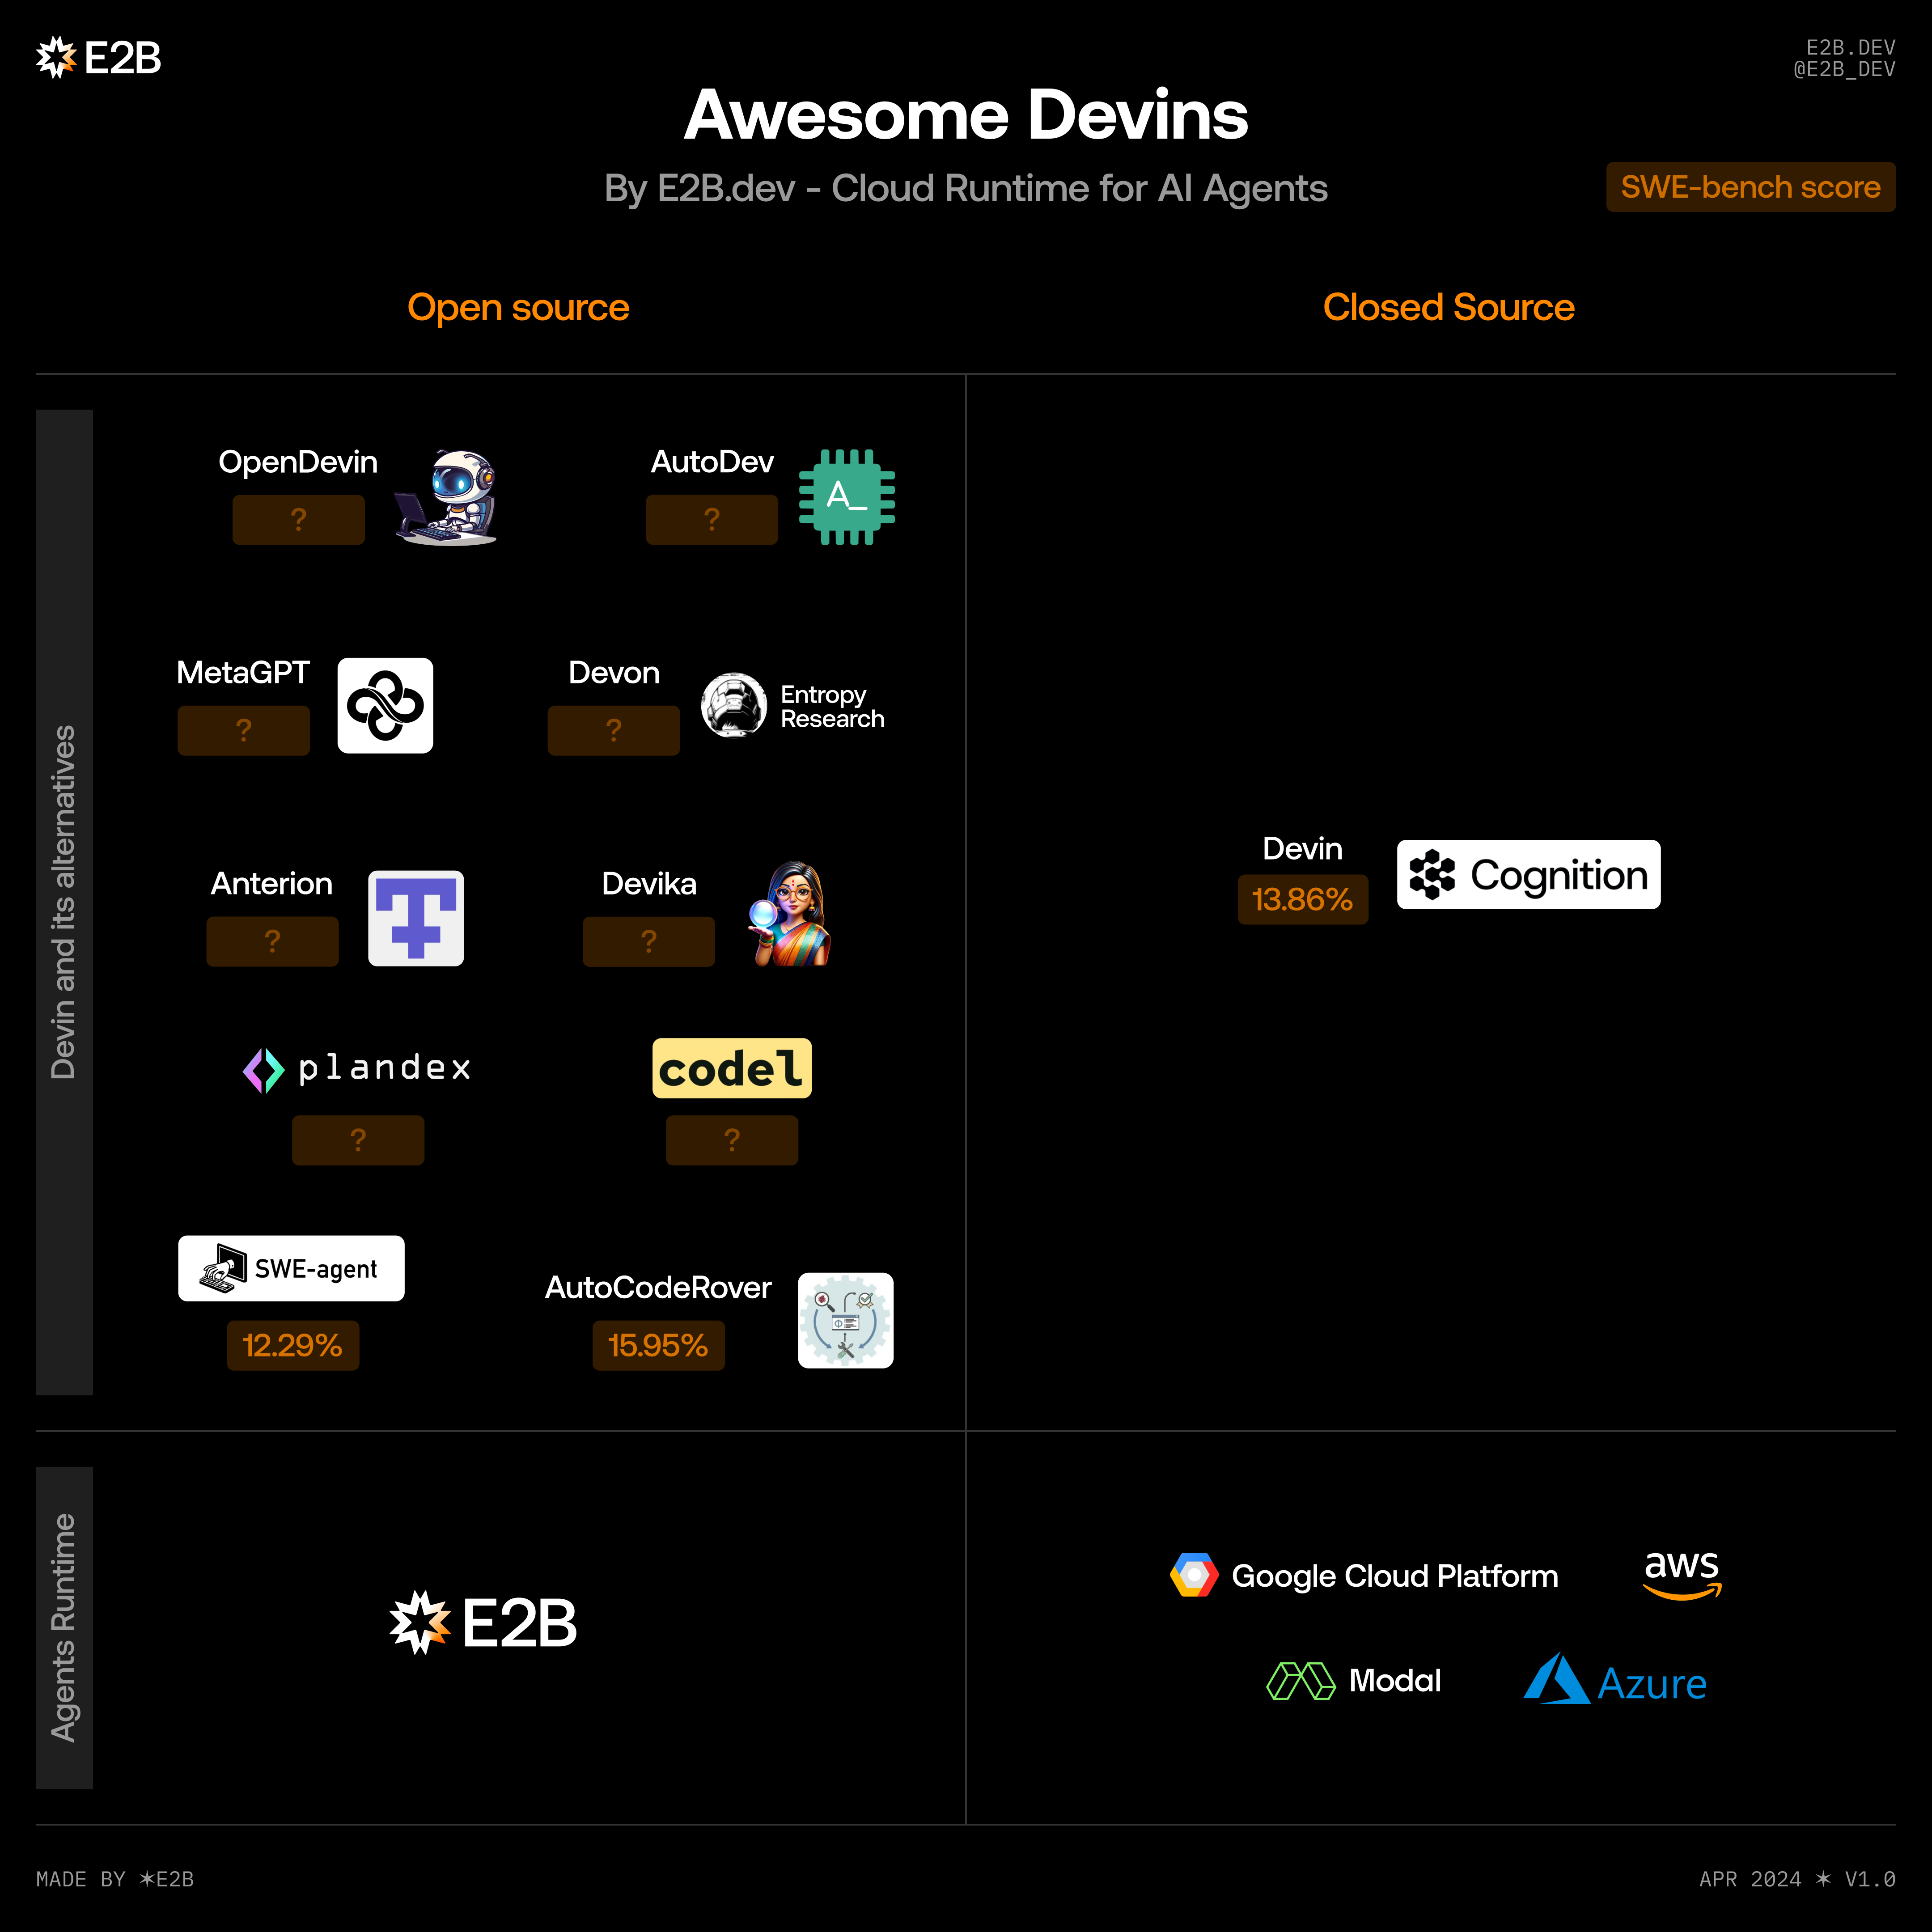 E2B
E2B.DEV
@E2B_DEV
Awesome Devins
By E2B.dev - Cloud Runtime for AI Agents
SWE-bench score
Open source
Closed Source
Devin and its alternatives
OpenDevin
?
AutoDev
?
A_
MetaGPT
?
Devon
?
Entropy
Research
Anterion
?
Devika
?
plandex
?
codel
?
SWE-agent
12.29%
AutoCodeRover
15.95%
Devin
13.86%
Cognition
Agents Runtime
E2B
Google Cloud Platform
aws
Modal
Azure
MADE BY ✶E2B
APR 2024 ✶ V1.0